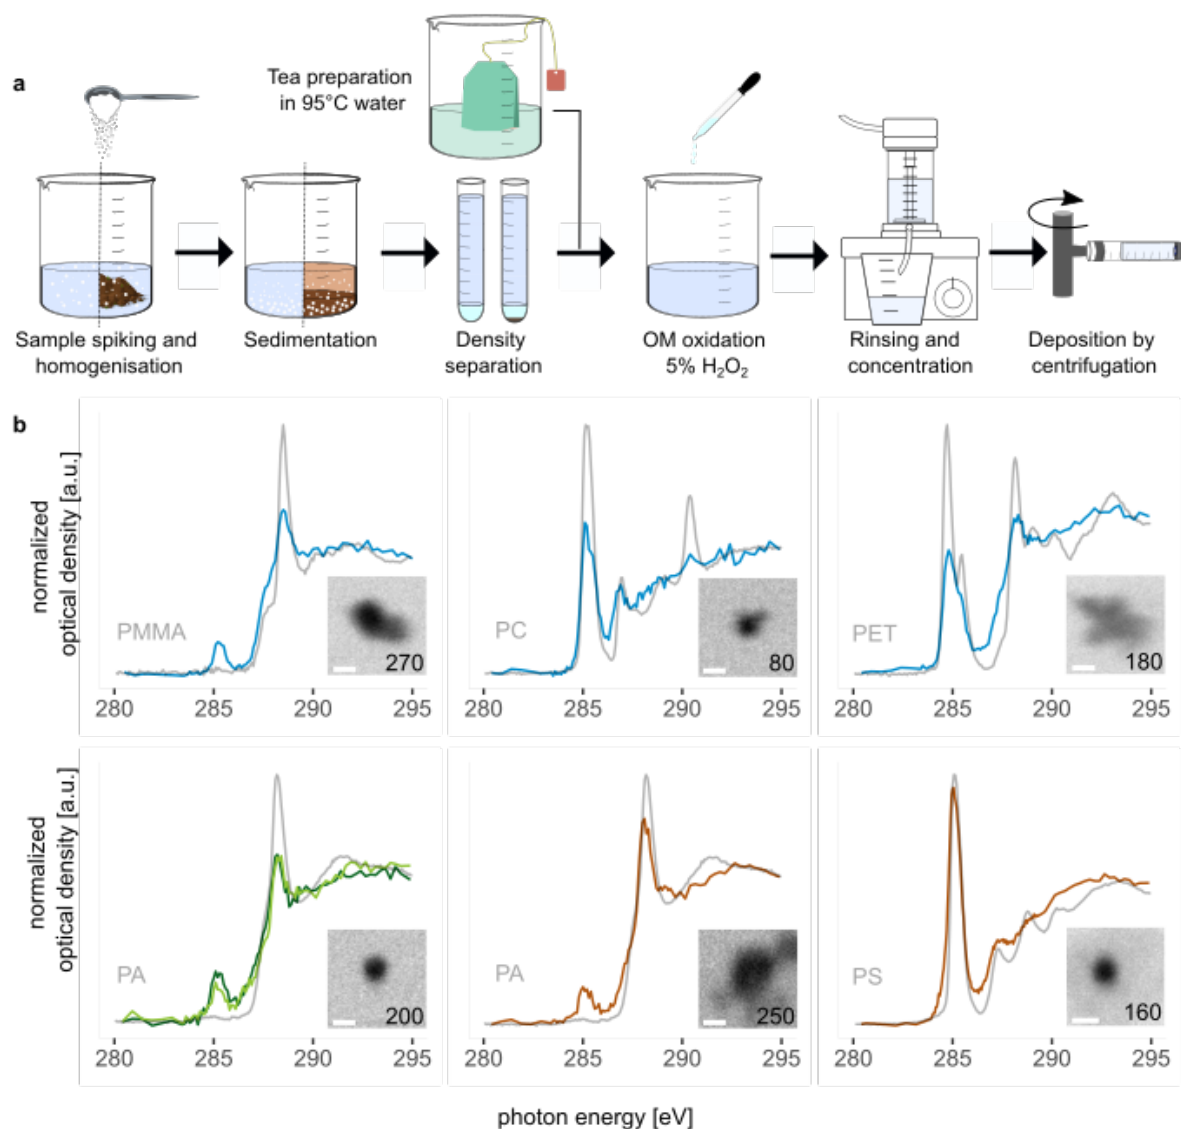 a
Tea preparation
in 95°C water
Sample spiking and
homogenisation
Sedimentation
Density
separation
OM oxidation
5% H₂O₂
Rinsing and
concentration
Deposition by
centrifugation
b
normalized
optical density [a.u.]
PMMA
270
280 285 290 295
PC
80
280 285 290 295
PET
180
280 285 290 295
normalized
optical density [a.u.]
PA
200
280 285 290 295
PA
250
280 285 290 295
PS
160
280 285 290 295
photon energy [eV]